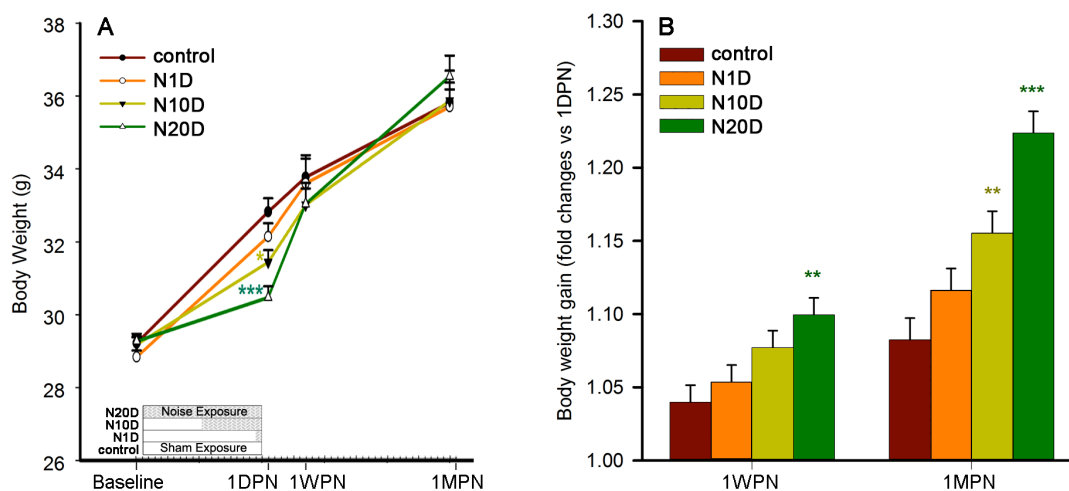 A
38
36
34
32
30
28
26
Body Weight (g)
control
N1D
N10D
N20D
*
***
N20D Noise Exposure
N10D
N1D
control Sham Exposure
Baseline 1DPN 1WPN 1MPN
B
1.30
1.25
1.20
1.15
1.10
1.05
1.00
Body weight gain (fold changes vs 1DPN)
control
N1D
N10D
N20D
**
**
***
1WPN 1MPN